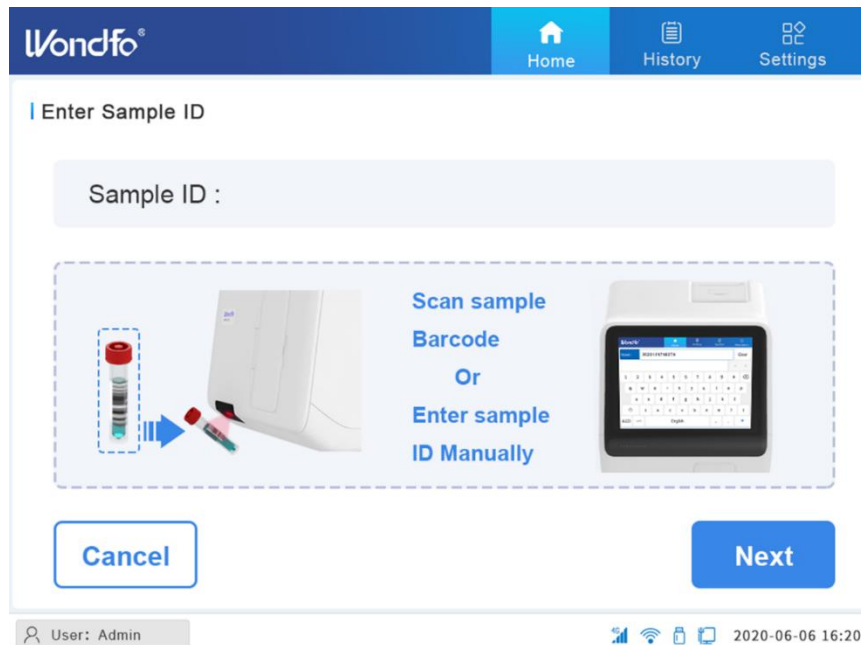 Wondfo®
Home
History
Settings
Enter Sample ID
Sample ID :
Scan sample
Barcode
Or
Enter sample
ID Manually
Cancel
Next
User: Admin
4G
2020-06-06 16:20